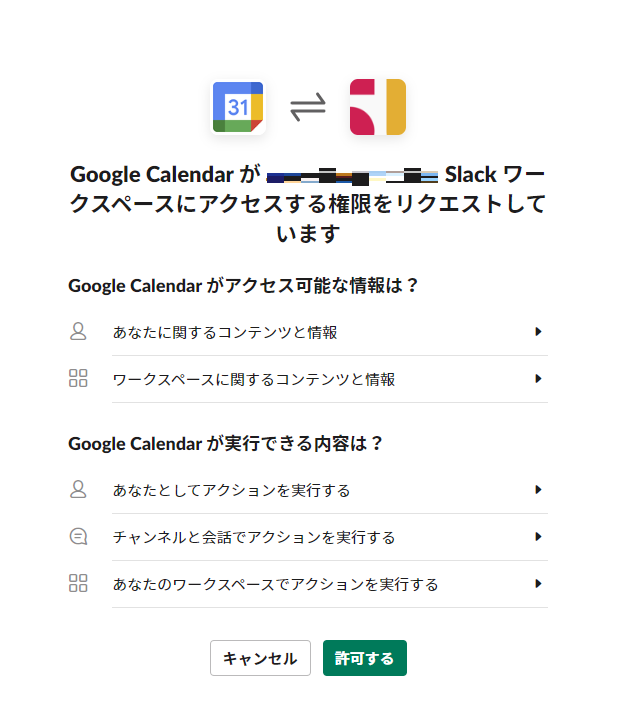 31
Google Calendar が Slack ワー
クスペースにアクセスする権限をリクエストして
います
Google Calendar がアクセス可能な情報は？
あなたに関するコンテンツと情報
ワークスペースに関するコンテンツと情報
Google Calendar が実行できる内容は？
あなたとしてアクションを実行する
チャンネルと会話でアクションを実行する
あなたのワークスペースでアクションを実行する
キャンセル
許可する